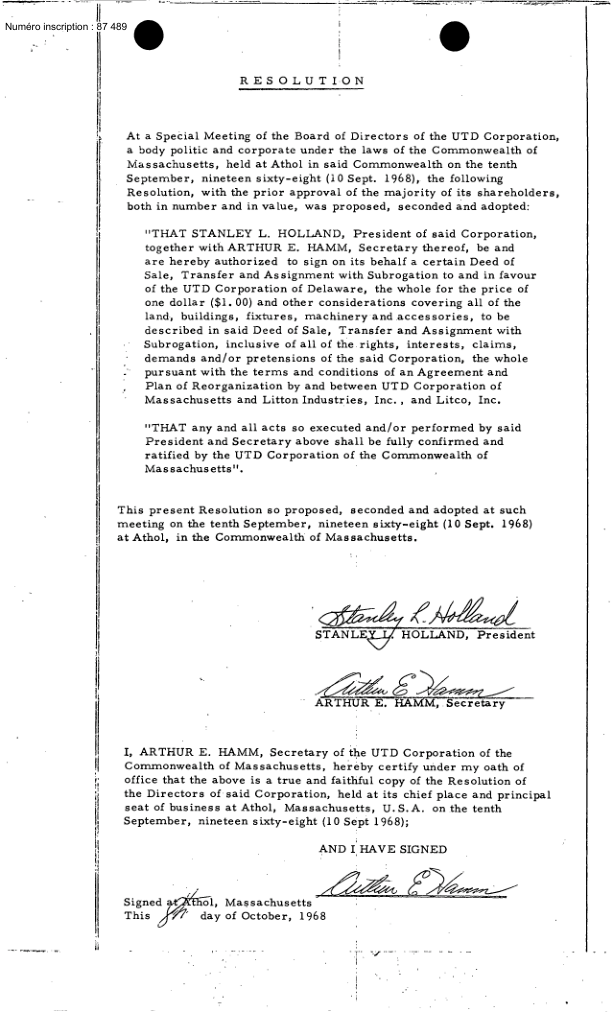 Numéro inscription : 87 489
RESOLUTION
At a Special Meeting of the Board of Directors of the UTD Corporation,
a body politic and corporate under the laws of the Commonwealth of
Massachusetts, held at Athol in said Commonwealth on the tenth
September, nineteen sixty-eight (10 Sept. 1968), the following
Resolution, with the prior approval of the majority of its shareholders,
both in number and in value, was proposed, seconded and adopted:
"THAT STANLEY L. HOLLAND, President of said Corporation,
together with ARTHUR E. HAMM, Secretary thereof, be and
are hereby authorized to sign on its behalf a certain Deed of
Sale, Transfer and Assignment with Subrogation to and in favour
of the UTD Corporation of Delaware, the whole for the price of
one dollar ($1.00) and other considerations covering all of the
land, buildings, fixtures, machinery and accessories, to be
described in said Deed of Sale, Transfer and Assignment with
Subrogation, inclusive of all of the rights, interests, claims,
demands and/or pretensions of the said Corporation, the whole
pursuant with the terms and conditions of an Agreement and
Plan of Reorganization by and between UTD Corporation of
Massachusetts and Litton Industries, Inc., and Litco, Inc.
"THAT any and all acts so executed and/or performed by said
President and Secretary above shall be fully confirmed and
ratified by the UTD Corporation of the Commonwealth of
Massachusetts".
This present Resolution so proposed, seconded and adopted at such
meeting on the tenth September, nineteen sixty-eight (10 Sept. 1968)
at Athol, in the Commonwealth of Massachusetts.
Stanley L. Holland
STANLEY L. HOLLAND, President
Arthur E Hamm
ARTHUR E. HAMM, Secretary
I, ARTHUR E. HAMM, Secretary of the UTD Corporation of the
Commonwealth of Massachusetts, hereby certify under my oath of
office that the above is a true and faithful copy of the Resolution of
the Directors of said Corporation, held at its chief place and principal
seat of business at Athol, Massachusetts, U.S.A. on the tenth
September, nineteen sixty-eight (10 Sept 1968);
AND I HAVE SIGNED
Arthur E Hamm
Signed at Athol, Massachusetts
This day of October, 1968